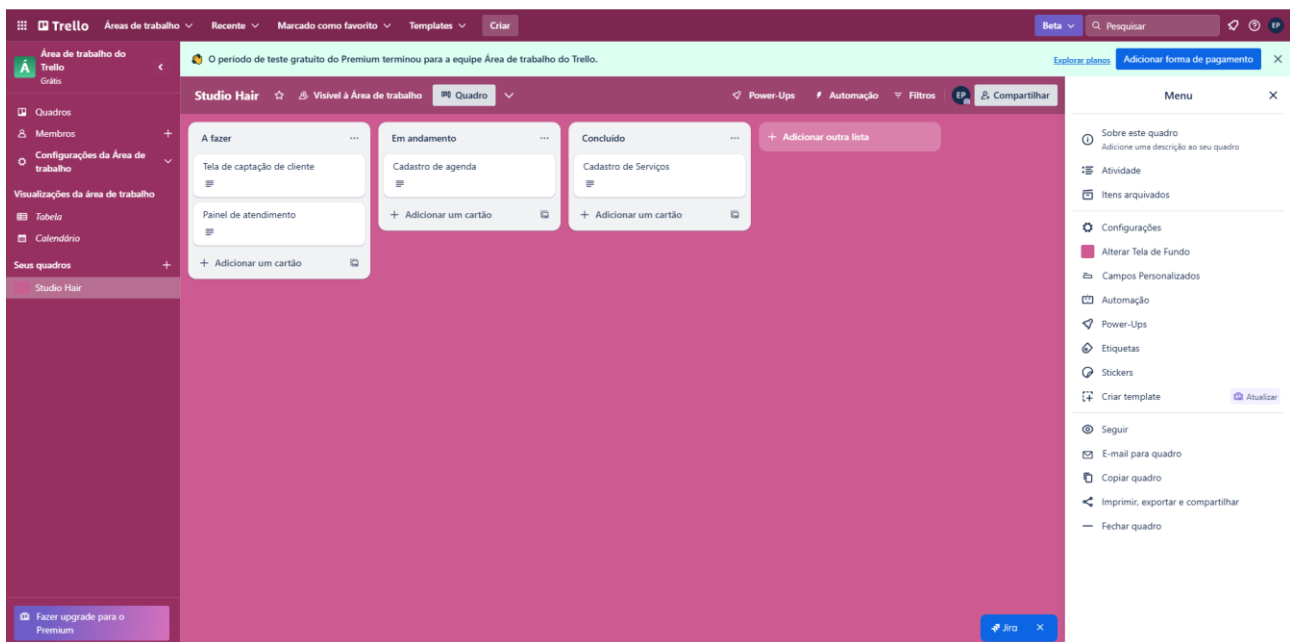 Trello Áreas de trabalho Recente Marcado como favorito Templates Criar Beta Pesquisar EP
Á Área de trabalho do
Trello
Grátis
O período de teste gratuito do Premium terminou para a equipe Área de trabalho do Trello. Explorar planos Adicionar forma de pagamento
Quadros
Membros
Configurações da Área de
trabalho
Visualizações da área de trabalho
Tabela
Calendário
Seus quadros
Studio Hair
Fazer upgrade para o
Premium
Studio Hair Visível à Área de trabalho Quadro Power-Ups Automação Filtros EP Compartilhar
A fazer
Tela de captação de cliente
Painel de atendimento
Adicionar um cartão
Em andamento
Cadastro de agenda
Adicionar um cartão
Concluído
Cadastro de Serviços
Adicionar um cartão
Adicionar outra lista
Menu
Sobre este quadro
Adicione uma descrição ao seu quadro
Atividade
Itens arquivados
Configurações
Alterar Tela de Fundo
Campos Personalizados
Automação
Power-Ups
Etiquetas
Stickers
Criar template Atualizar
Seguir
E-mail para quadro
Copiar quadro
Imprimir, exportar e compartilhar
Fechar quadro
Jira